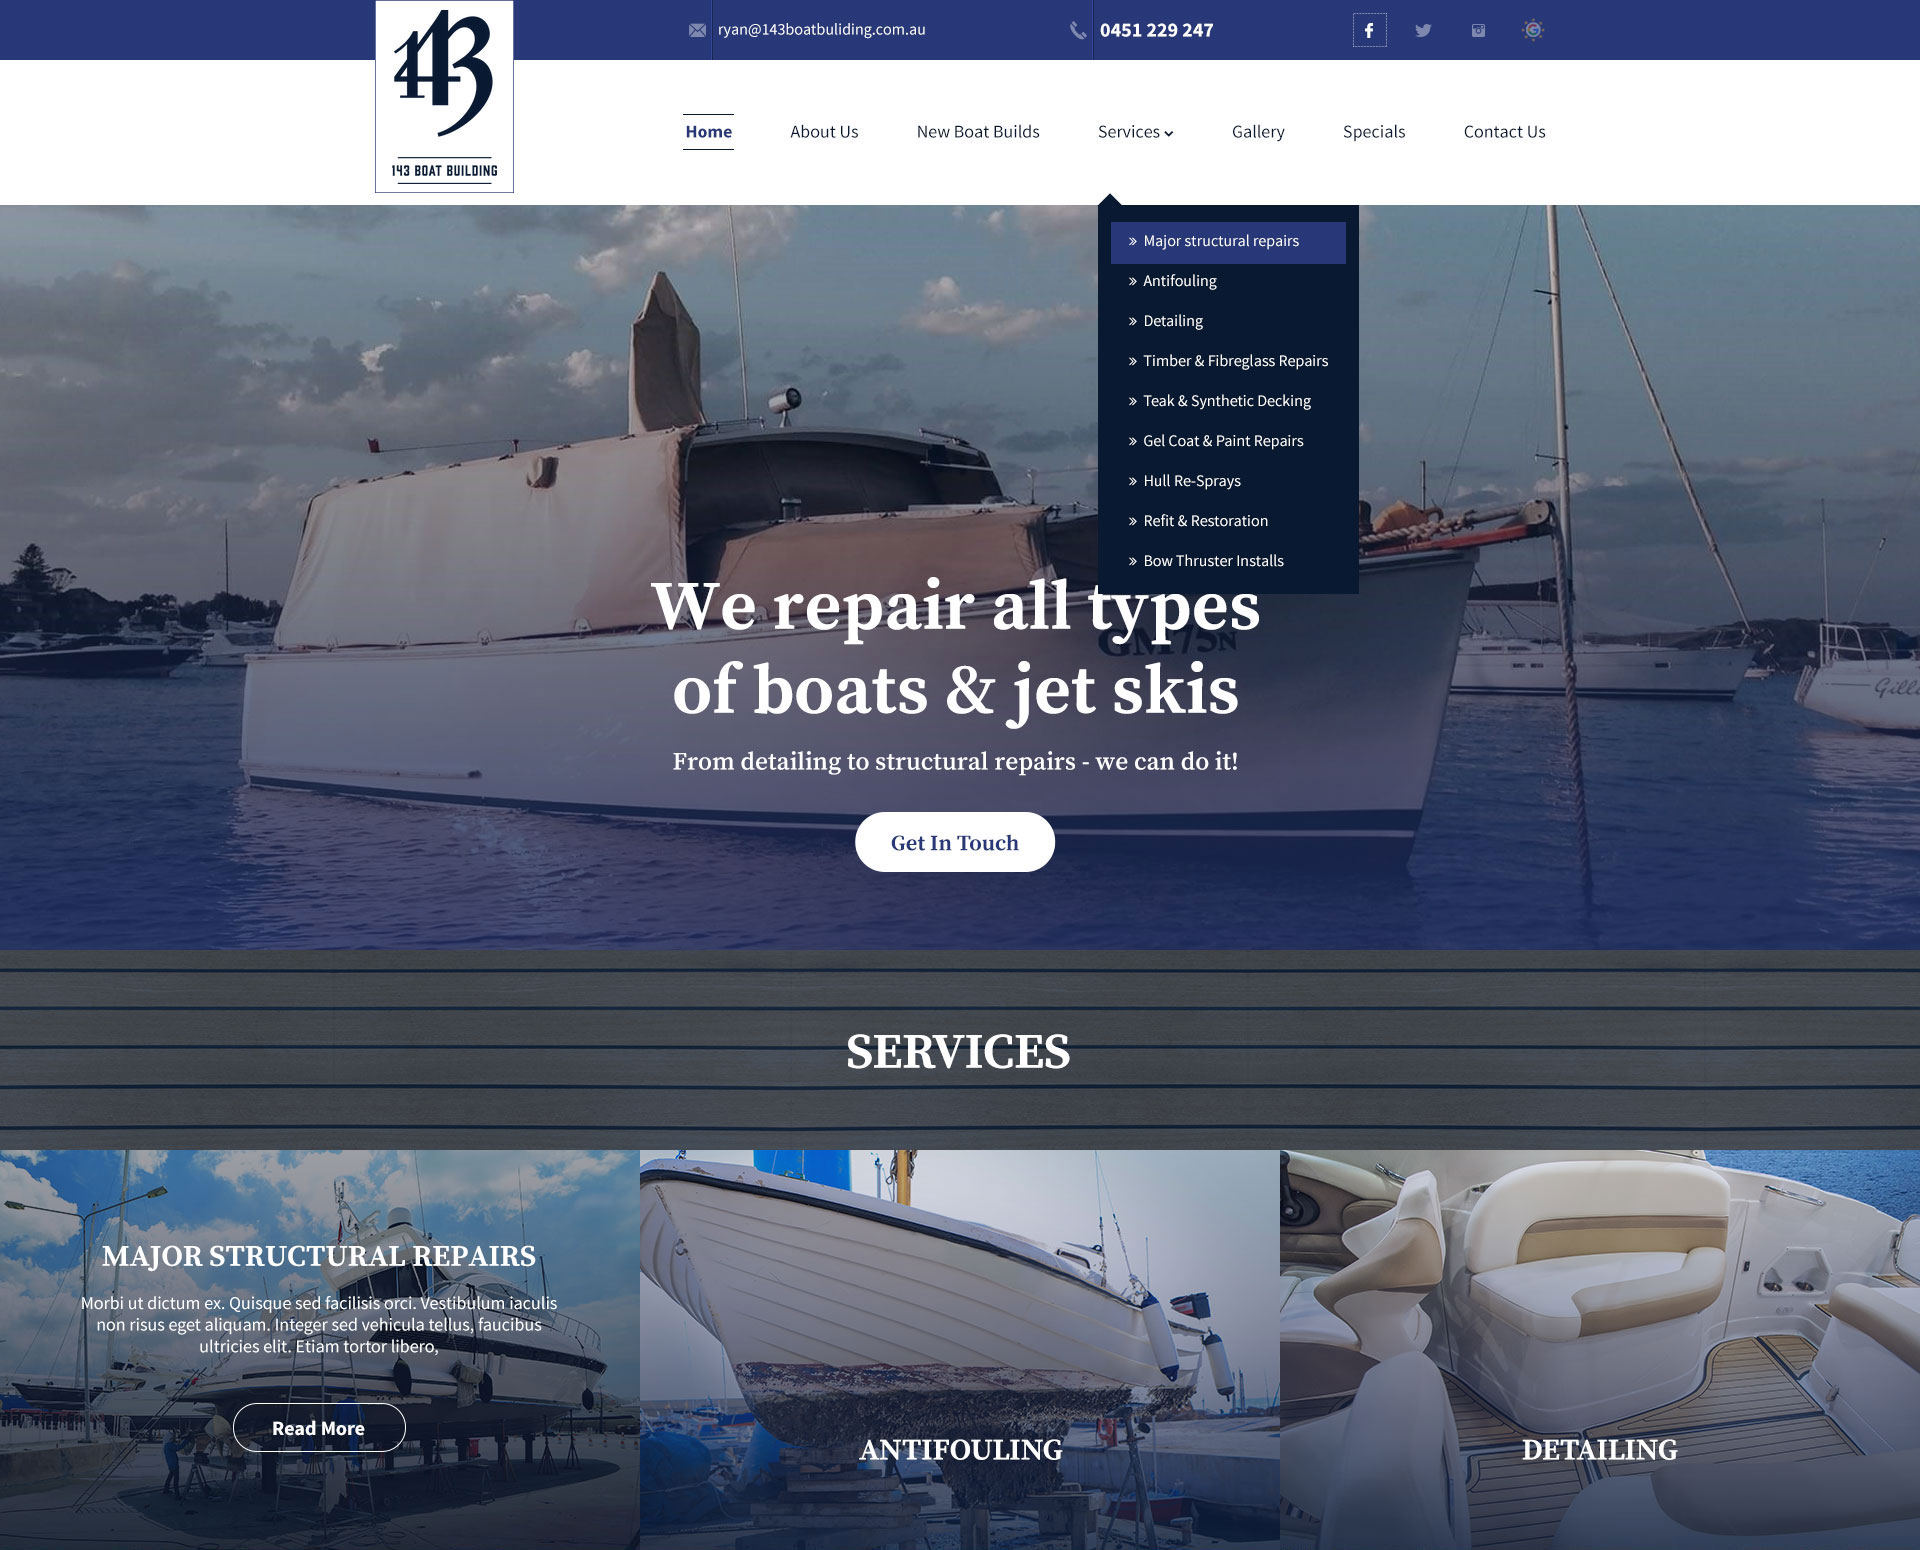 143
143 BOAT BUILDING
ryan@143boatbuliding.com.au
0451 229 247
Home
About Us
New Boat Builds
Services
Gallery
Specials
Contact Us
» Major structural repairs
» Antifouling
» Detailing
» Timber & Fibreglass Repairs
» Teak & Synthetic Decking
» Gel Coat & Paint Repairs
» Hull Re-Sprays
» Refit & Restoration
» Bow Thruster Installs
We repair all types
of boats & jet skis
GM75N
From detailing to structural repairs - we can do it!
Get In Touch
SERVICES
MAJOR STRUCTURAL REPAIRS
Morbi ut dictum ex. Quisque sed facilisis orci. Vestibulum iaculis
non risus eget aliquam. Integer sed vehicula tellus, faucibus
ultricies elit. Etiam tortor libero,
Read More
ANTIFOULING
DETAILING